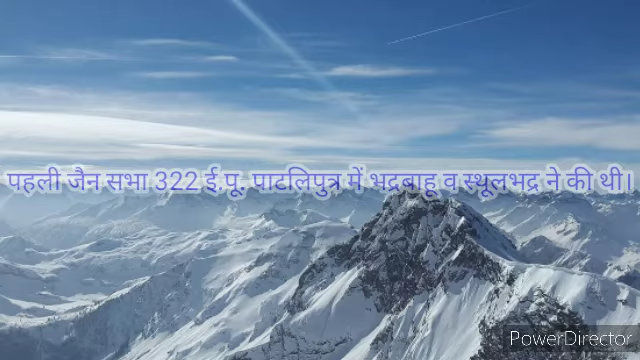 पहली जैन सभा 322 ई.पू. पाटलिपुत्र में भद्रबाहू व स्थूलभद्र ने की थी।
PowerDirector